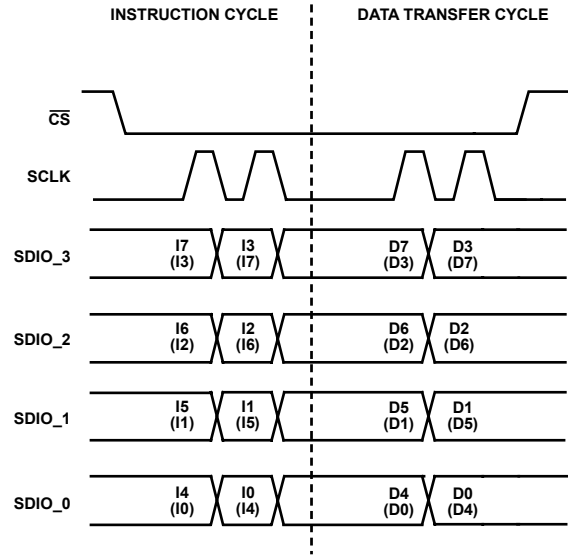 INSTRUCTION CYCLE DATA TRANSFER CYCLE
CS
SCLK
SDIO_3 I7 I3 D7 D3
(I3) (I7) (D3) (D7)
SDIO_2 I6 I2 D6 D2
(I2) (I6) (D2) (D6)
SDIO_1 I5 I1 D5 D1
(I1) (I5) (D1) (D5)
SDIO_0 I4 I0 D4 D0
(I0) (I4) (D0) (D4)